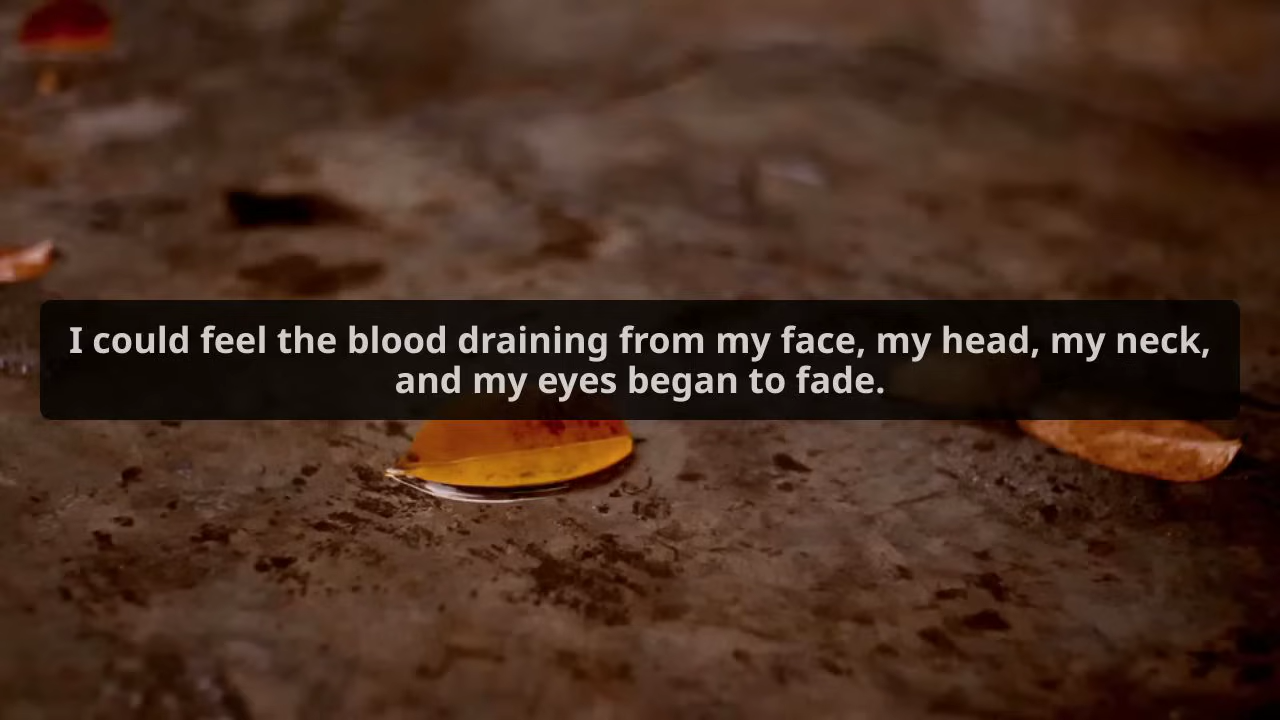 I could feel the blood draining from my face, my head, my neck,
and my eyes began to fade.